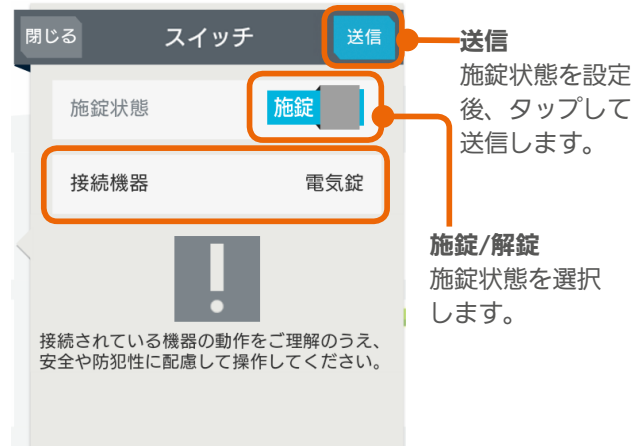 閉じる
スイッチ
送信
施錠状態
施錠
接続機器
電気錠
接続されている機器の動作をご理解のうえ、
安全や防犯性に配慮して操作してください。
送信
施錠状態を設定
後、タップして
送信します。
施錠/解錠
施錠状態を選択
します。